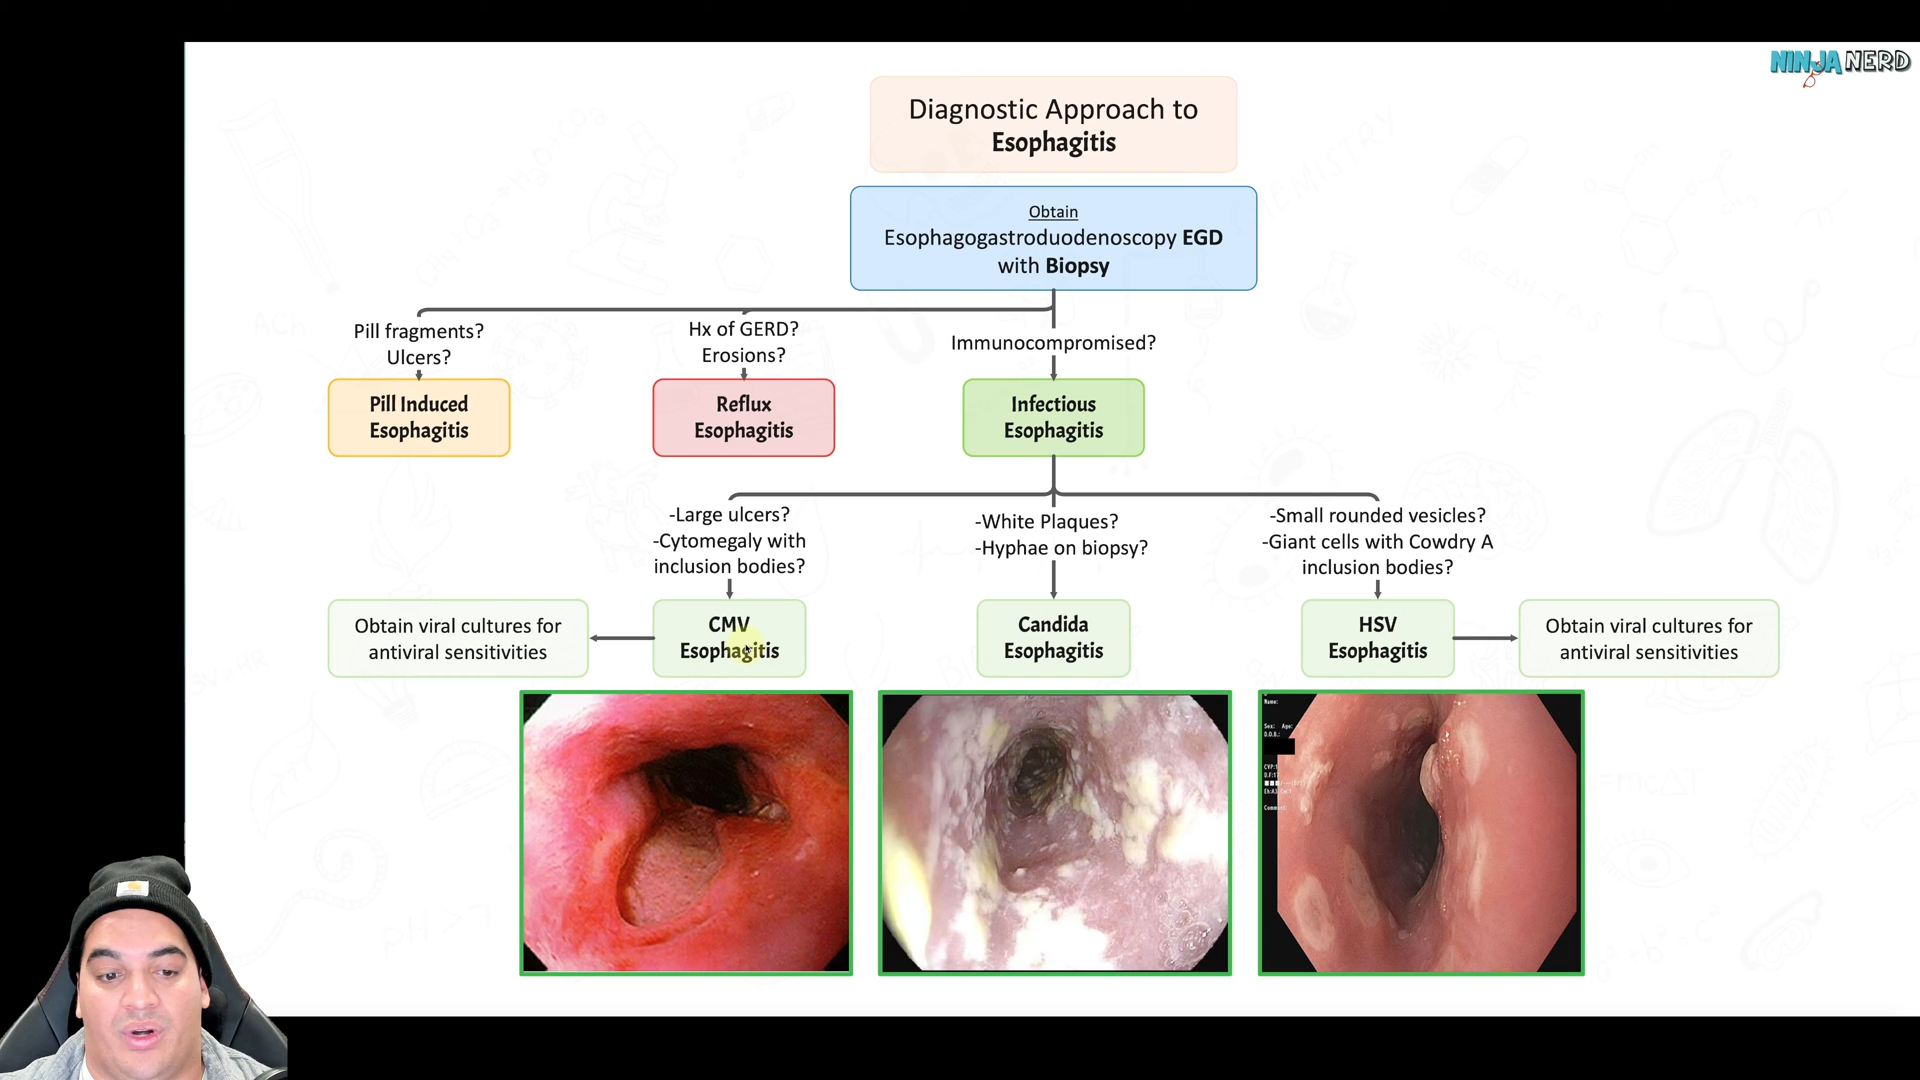 NINJA NERD
Diagnostic Approach to
Esophagitis
Obtain
Esophagogastroduodenoscopy EGD
with Biopsy
Pill fragments?
Ulcers?
Hx of GERD?
Erosions?
Immunocompromised?
Pill Induced
Esophagitis
Reflux
Esophagitis
Infectious
Esophagitis
-Large ulcers?
-Cytomegaly with
inclusion bodies?
-White Plaques?
-Hyphae on biopsy?
-Small rounded vesicles?
-Giant cells with Cowdry A
inclusion bodies?
Obtain viral cultures for
antiviral sensitivities
CMV
Esophagitis
Candida
Esophagitis
HSV
Esophagitis
Obtain viral cultures for
antiviral sensitivities
Name:
Sex: Age:
D.O.B.: